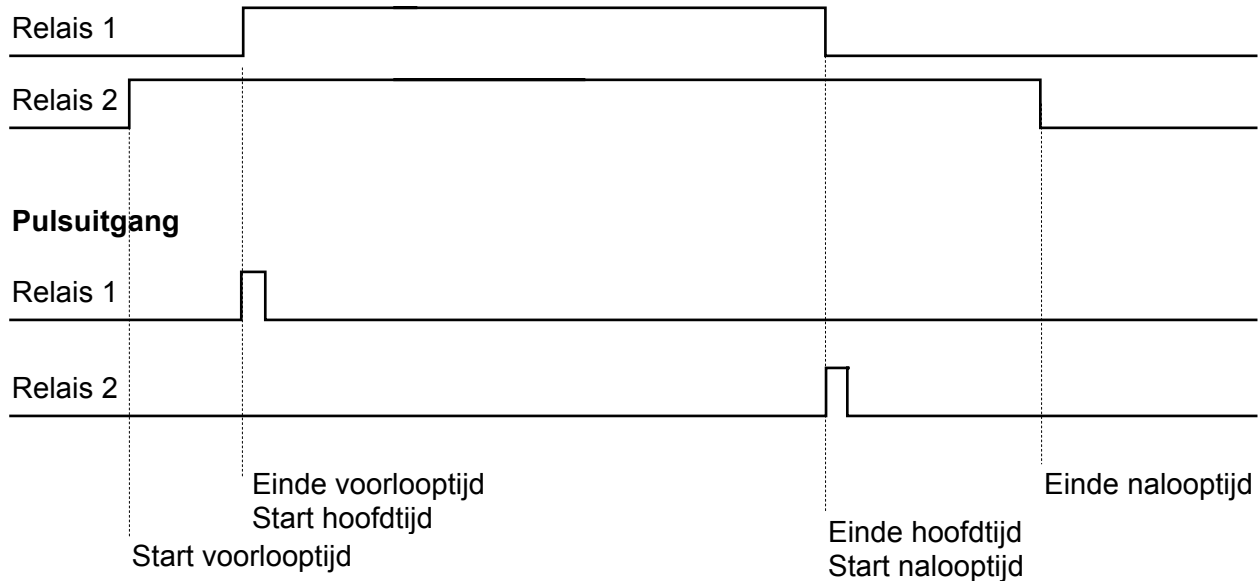 Relais 1
Relais 2
Pulsuitgang
Relais 1
Relais 2
Einde voorlooptijd
Start hoofdtijd
Start voorlooptijd
Einde hoofdtijd
Start nalooptijd
Einde nalooptijd